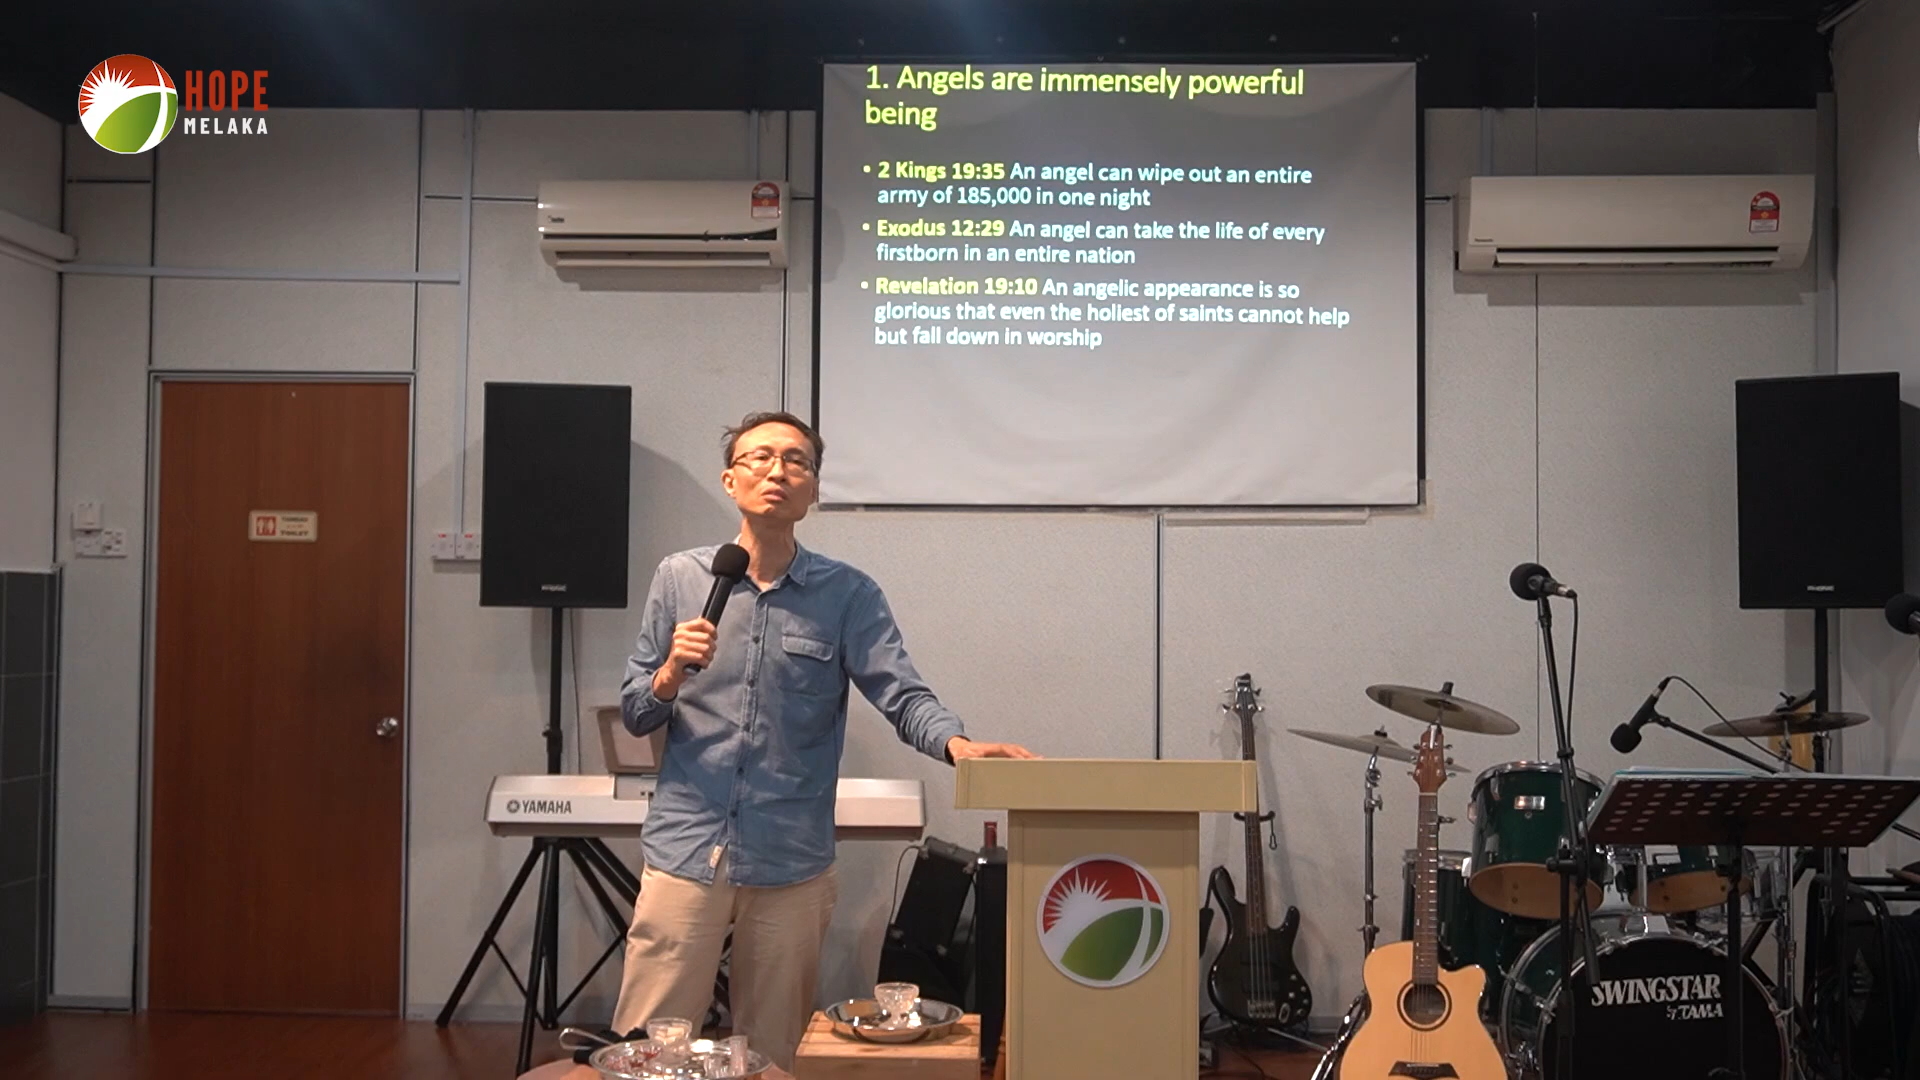 HOPE
MELAKA
1. Angels are immensely powerful
being
• 2 Kings 19:35 An angel can wipe out an entire
army of 185,000 in one night
• Exodus 12:29 An angel can take the life of every
firstborn in an entire nation
• Revelation 19:10 An angelic appearance is so
glorious that even the holiest of saints cannot help
but fall down in worship
TANDAS
TOILET
YAMAHA
SWINGSTAR
TAMA